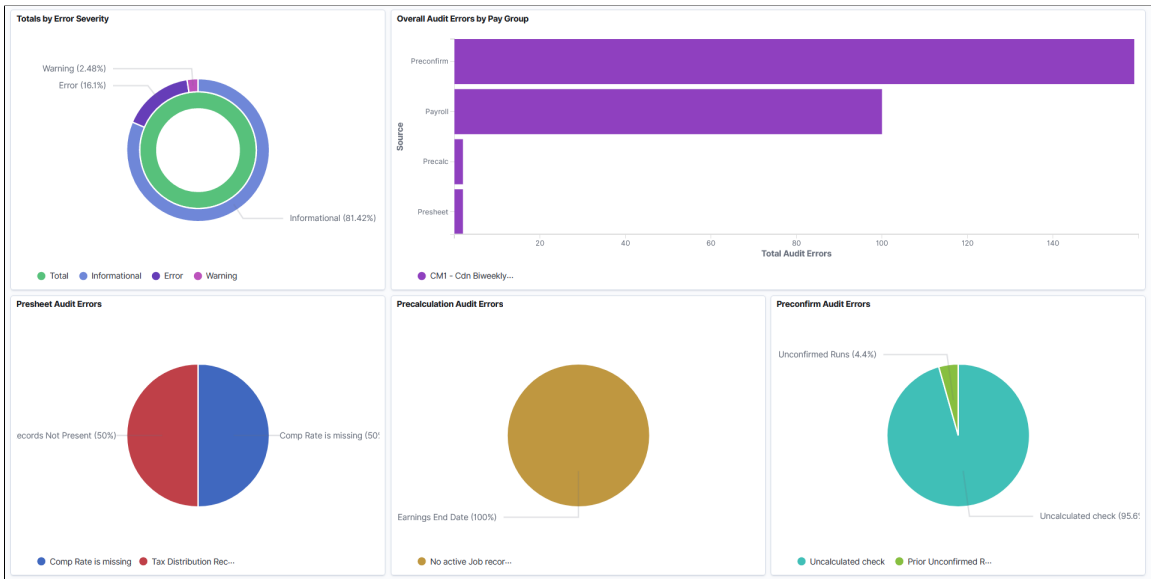 Totals by Error Severity
Warning (2.48%)
Error (16.1%)
Informational (81.42%)
Total Informational Error Warning
Overall Audit Errors by Pay Group
Source
Preconfirm
Payroll
Precalc
Presheet
20 40 60 80 100 120 140
Total Audit Errors
CM1 - Cdn Biweekly...
Presheet Audit Errors
ecords Not Present (50%)
Comp Rate is missing (50%
Comp Rate is missing Tax Distribution Rec...
Precalculation Audit Errors
Earnings End Date (100%)
No active Job recor...
Preconfirm Audit Errors
Unconfirmed Runs (4.4%)
Uncalculated check (95.6%
Uncalculated check Prior Unconfirmed R...